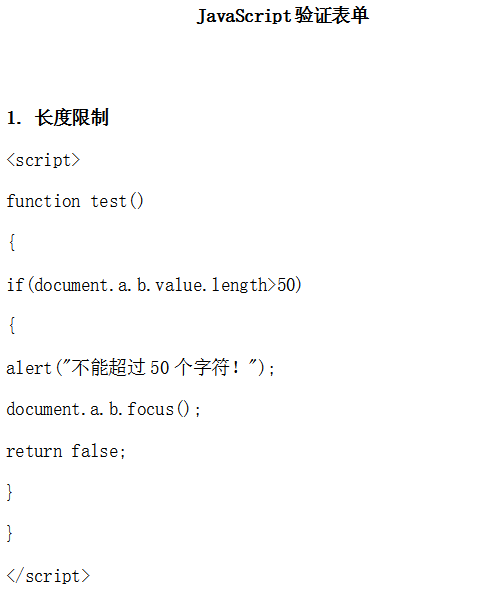 JavaScript验证表单
1. 长度限制
<script>
function test()
{
if(document.a.b.value.length>50)
{
alert("不能超过50个字符！");
document.a.b.focus();
return false;
}
}
</script>